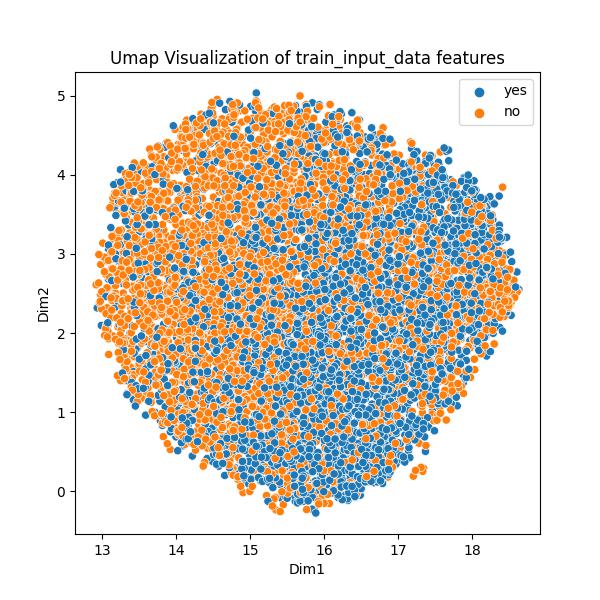 Umap Visualization of train_input_data features
yes
no
5
4
3
2
1
0
Dim2
13 14 15 16 17 18
Dim1